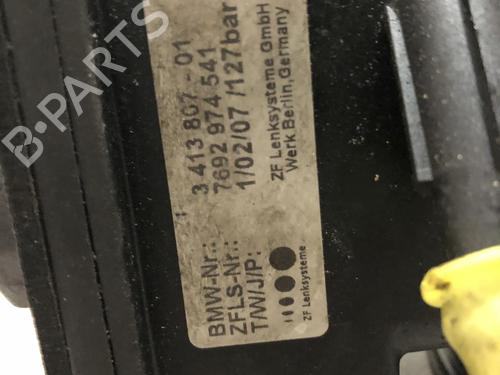 BMW-Nr.: 3 413 807 - 01
ZFLS-Nr.: 7692 974 541
T/W/J/P: 1/02/07 /127bar
ZF Lenksysteme
ZF Lenksysteme GmbH
Werk Berlin,Germany
B-PARTS